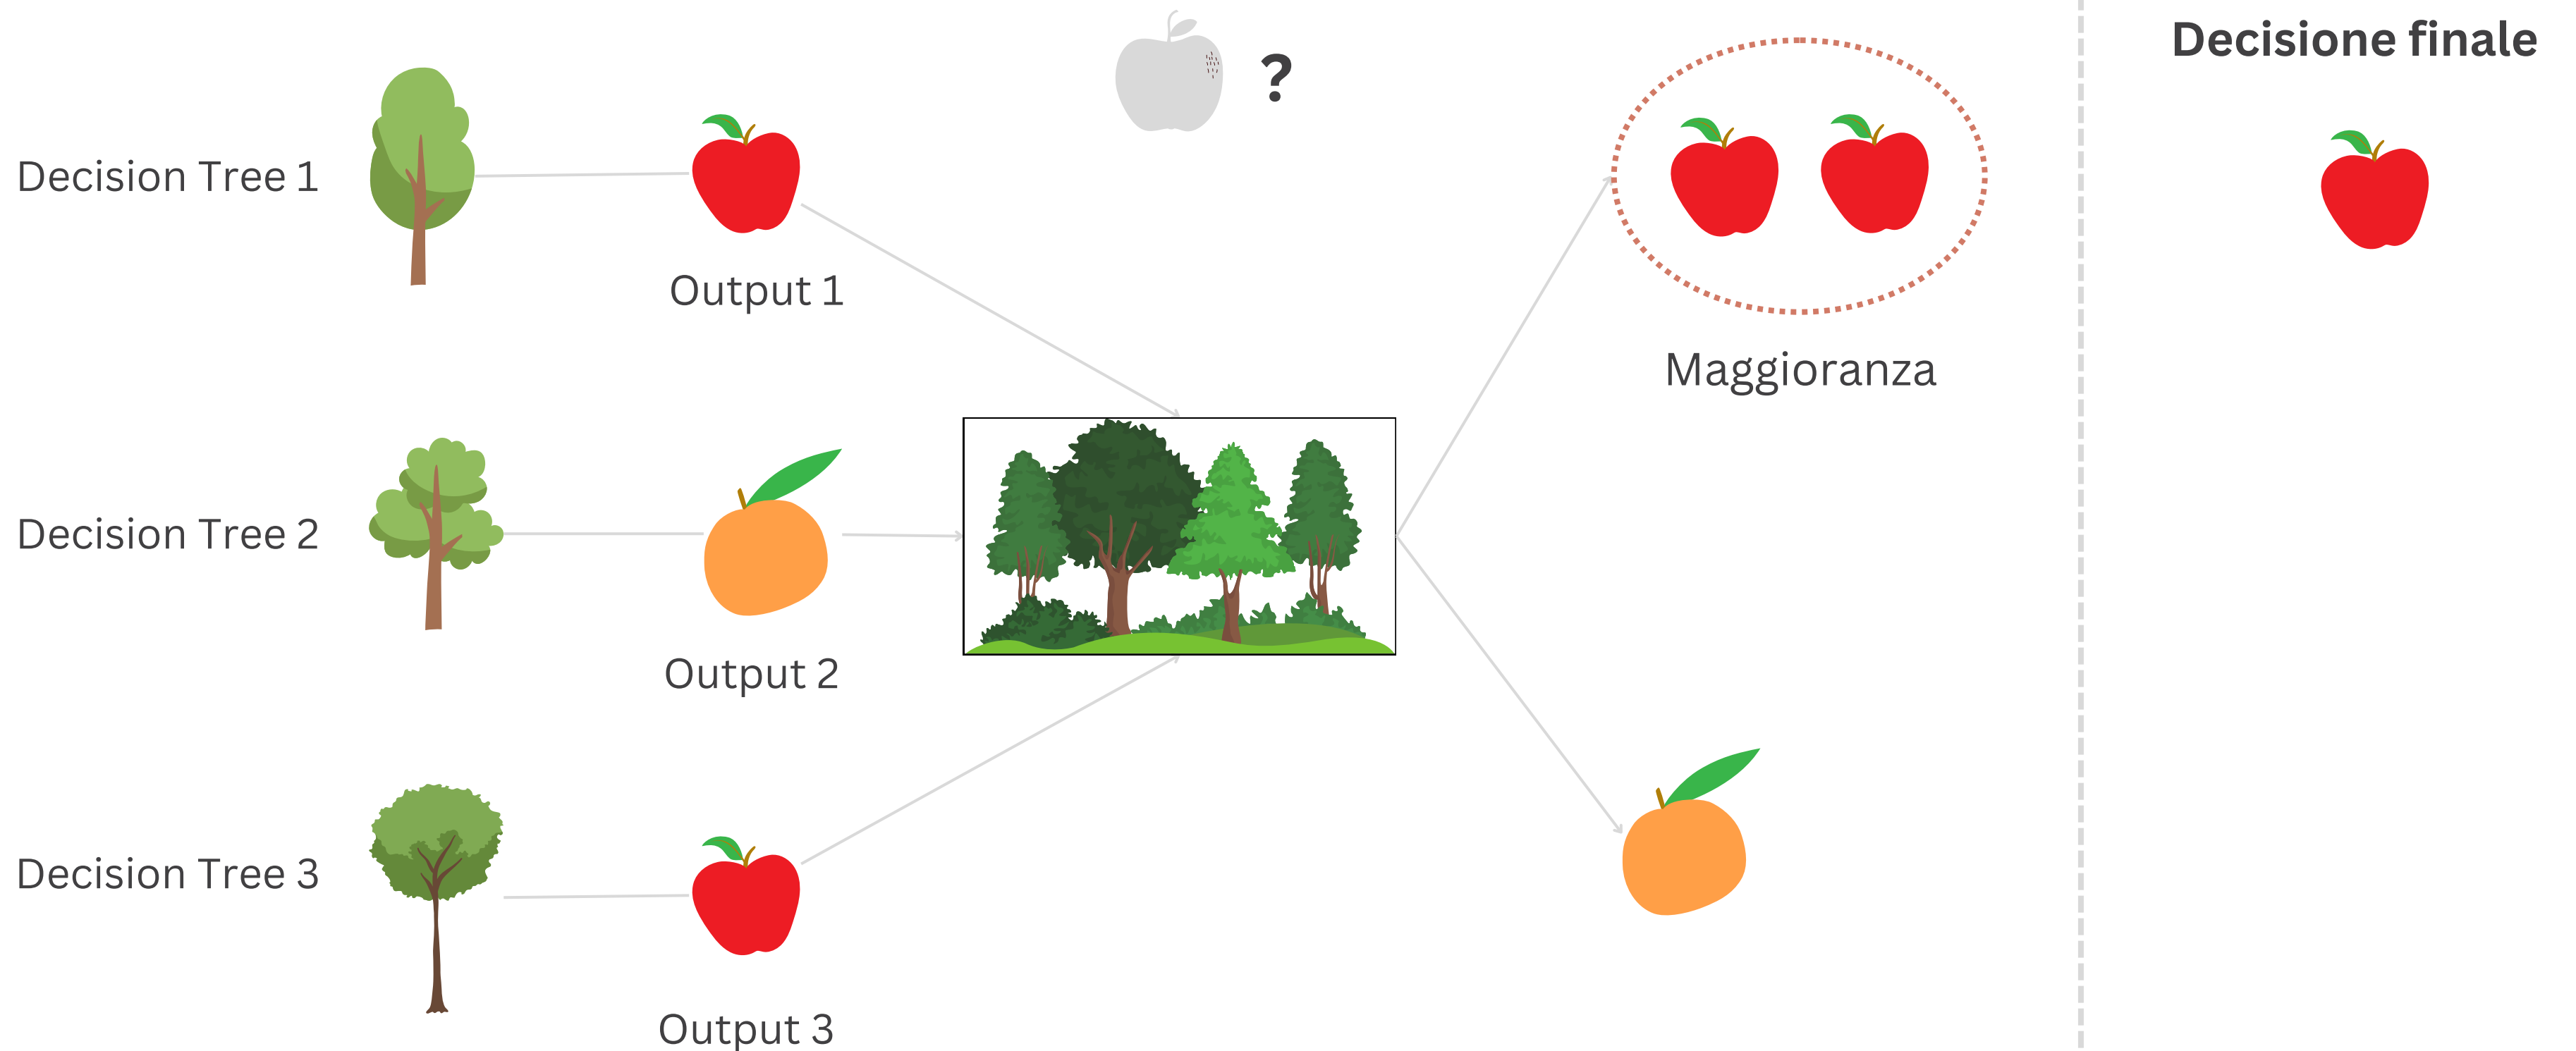 Decision Tree 1
Output 1
?
Maggioranza
Decisione finale
Decision Tree 2
Output 2
Decision Tree 3
Output 3